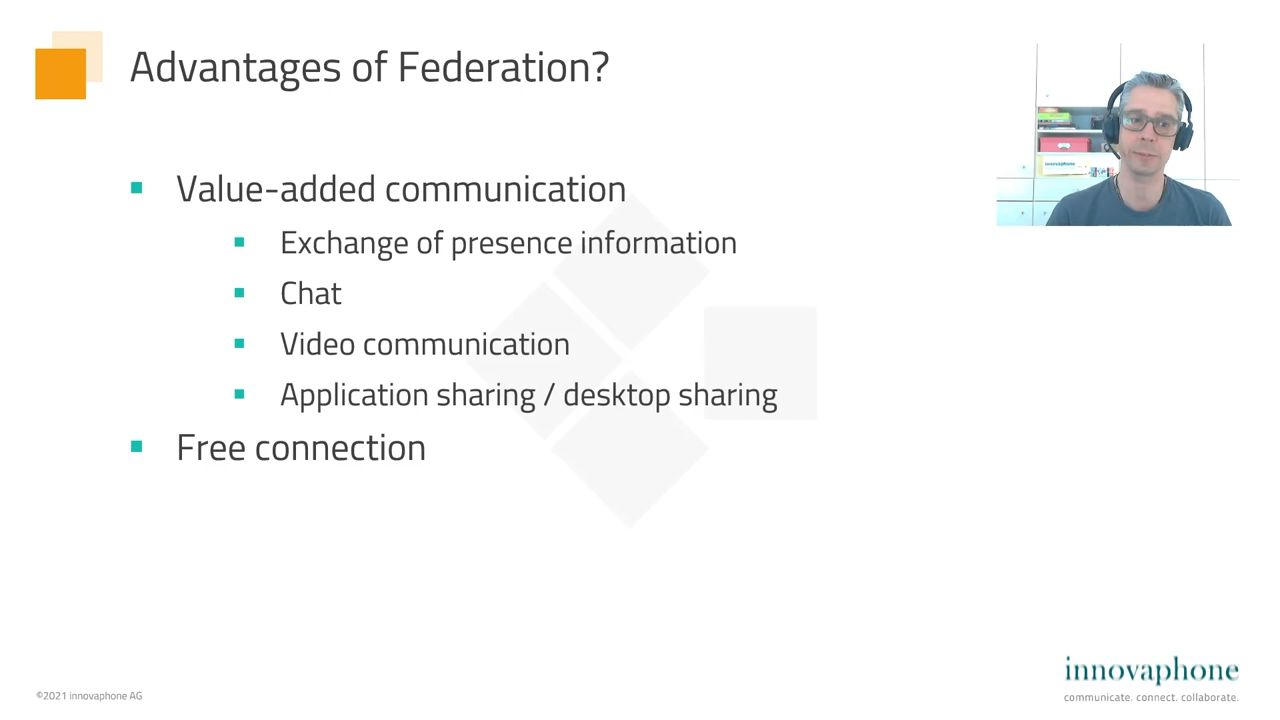 Advantages of Federation?
Value-added communication
Exchange of presence information
Chat
Video communication
Application sharing / desktop sharing
Free connection
innovaphone
©2021 innovaphone AG
innovaphone
communicate. connect. collaborate.